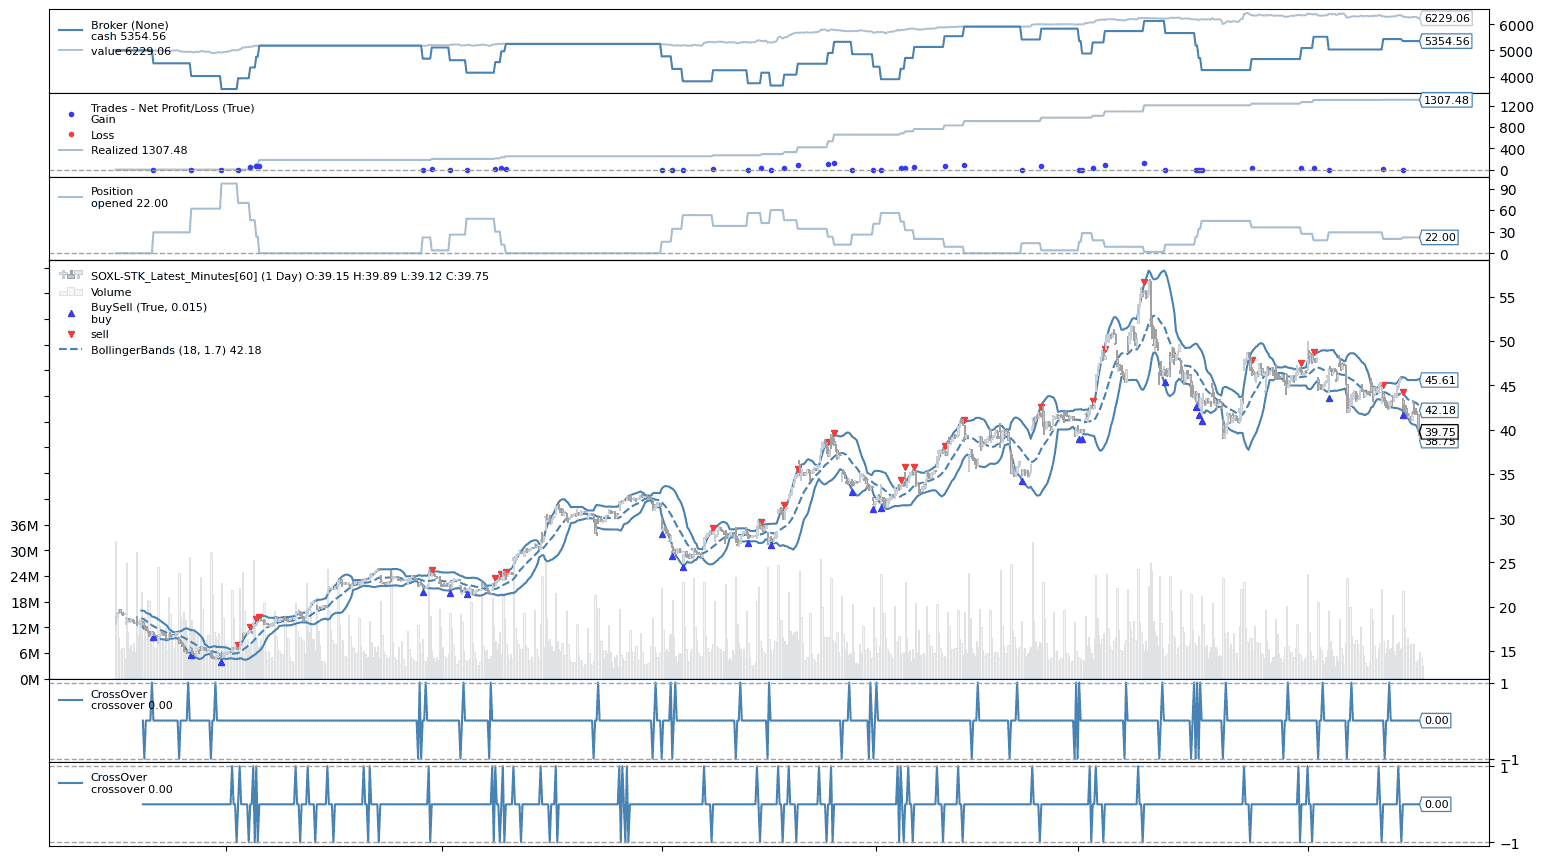 Broker (None)
cash 5354.56
value 6229.06
6000
5000
4000
6229.06
5354.56
Trades - Net Profit/Loss (True)
Gain
Loss
Realized 1307.48
1200
800
400
0
1307.48
Position
opened 22.00
90
60
30
0
22.00
SOXL-STK_Latest_Minutes[60] (1 Day) O:39.15 H:39.89 L:39.12 C:39.75
Volume
BuySell (True, 0.015)
buy
sell
BollingerBands (18, 1.7) 42.18
36M
30M
24M
18M
12M
6M
0M
55
50
45
40
35
30
25
20
15
45.61
42.18
39.75
38.75
CrossOver
crossover 0.00
1
−1
0.00
CrossOver
crossover 0.00
1
−1
0.00